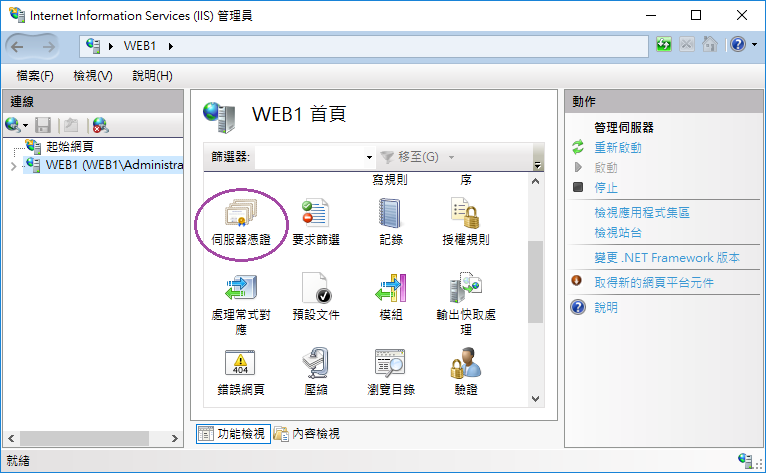 Internet Information Services (IIS) 管理員
WEB1
檔案(F) 檢視(V) 說明(H)
連線
起始網頁
WEB1 (WEB1\Administra
WEB1 首頁
篩選器: 移至(G)
寫規則 序
伺服器憑證 要求篩選 記錄 授權規則
處理常式對應 預設文件 模組 輸出快取處理
404
錯誤網頁 壓縮 瀏覽目錄 驗證
功能檢視 內容檢視
動作
管理伺服器
重新啟動
啟動
停止
檢視應用程式集區
檢視站台
變更 .NET Framework 版本
取得新的網頁平台元件
說明
就緒